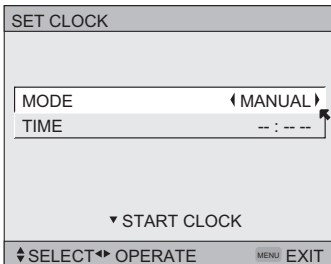 SET CLOCK
MODE MANUAL
TIME -- : -- --
START CLOCK
SELECT OPERATE MENU EXIT